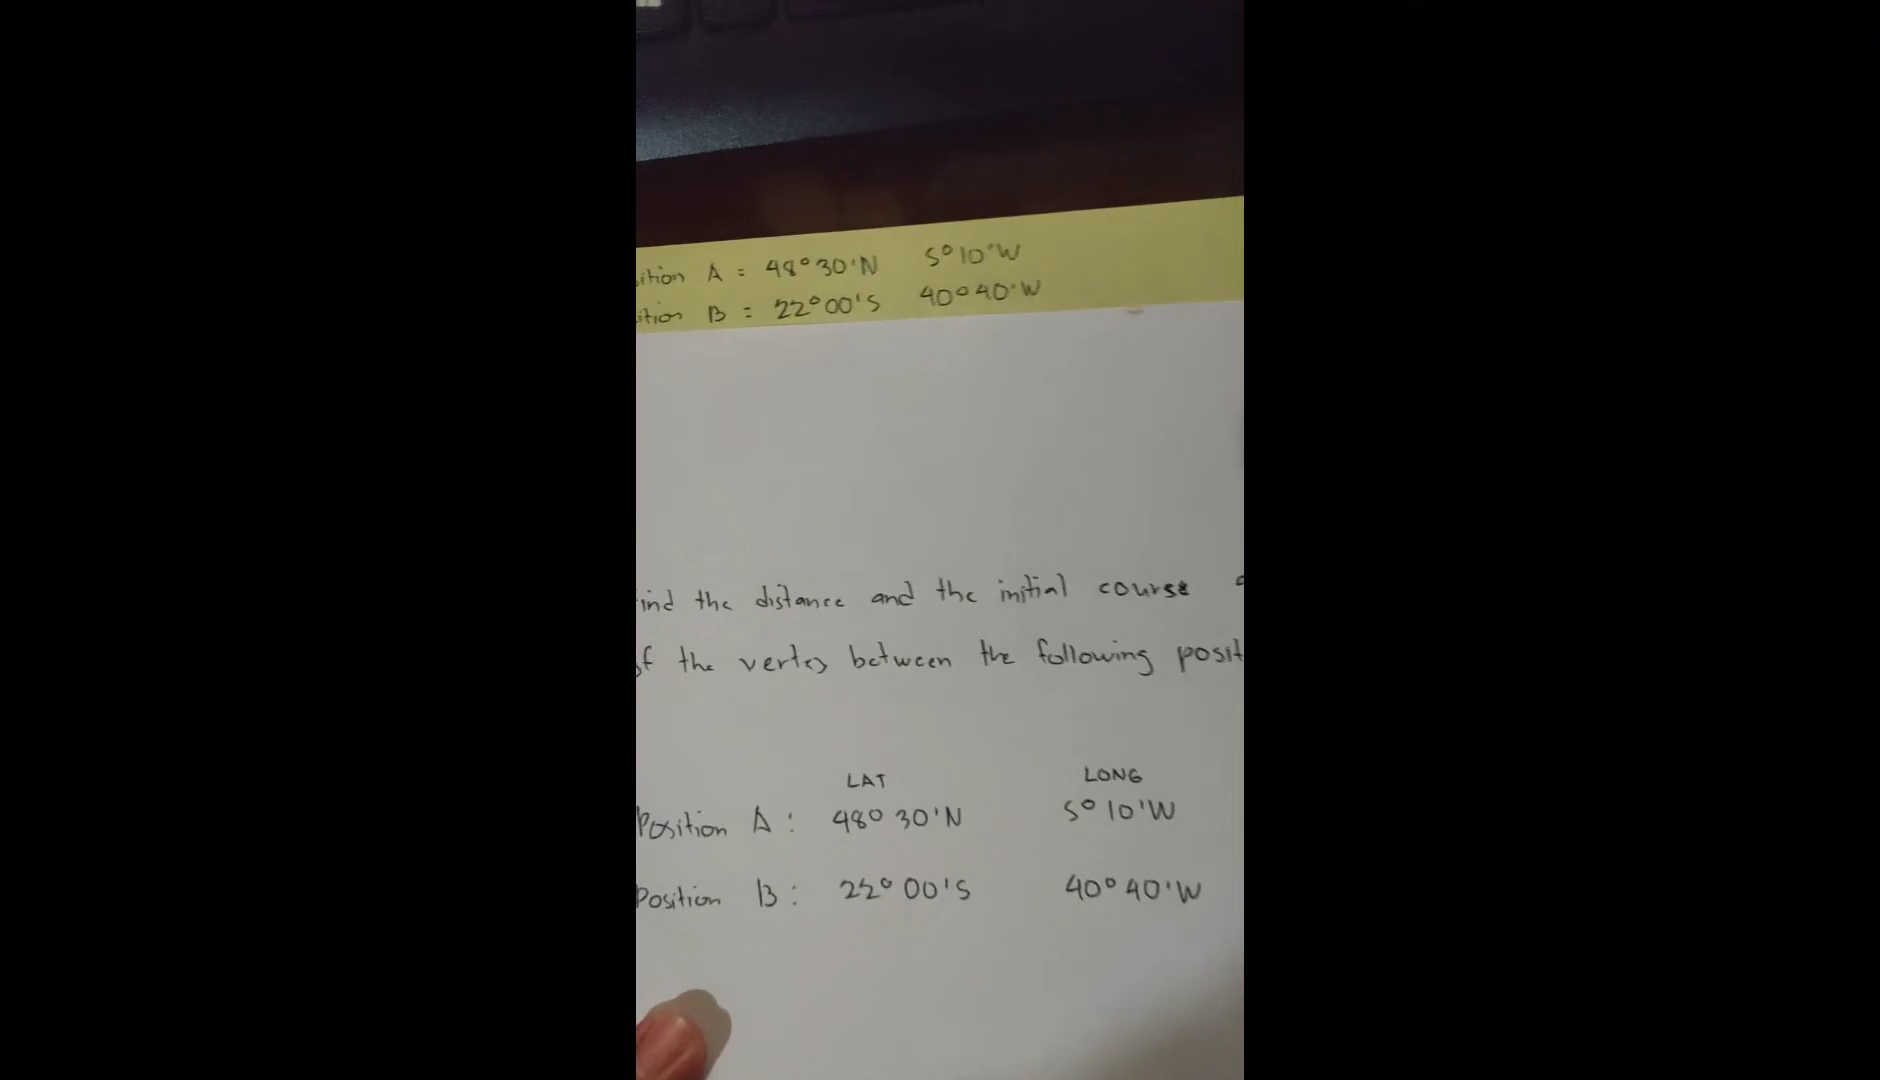 ition A = 48°30'N 5°10'W
ition B = 22°00'S 40°40'W
ind the distance and the initial course
of the vertex between the following posit
LAT LONG
Position A: 48° 30'N 5° 10'W
Position B: 22° 00'S 40° 40'W